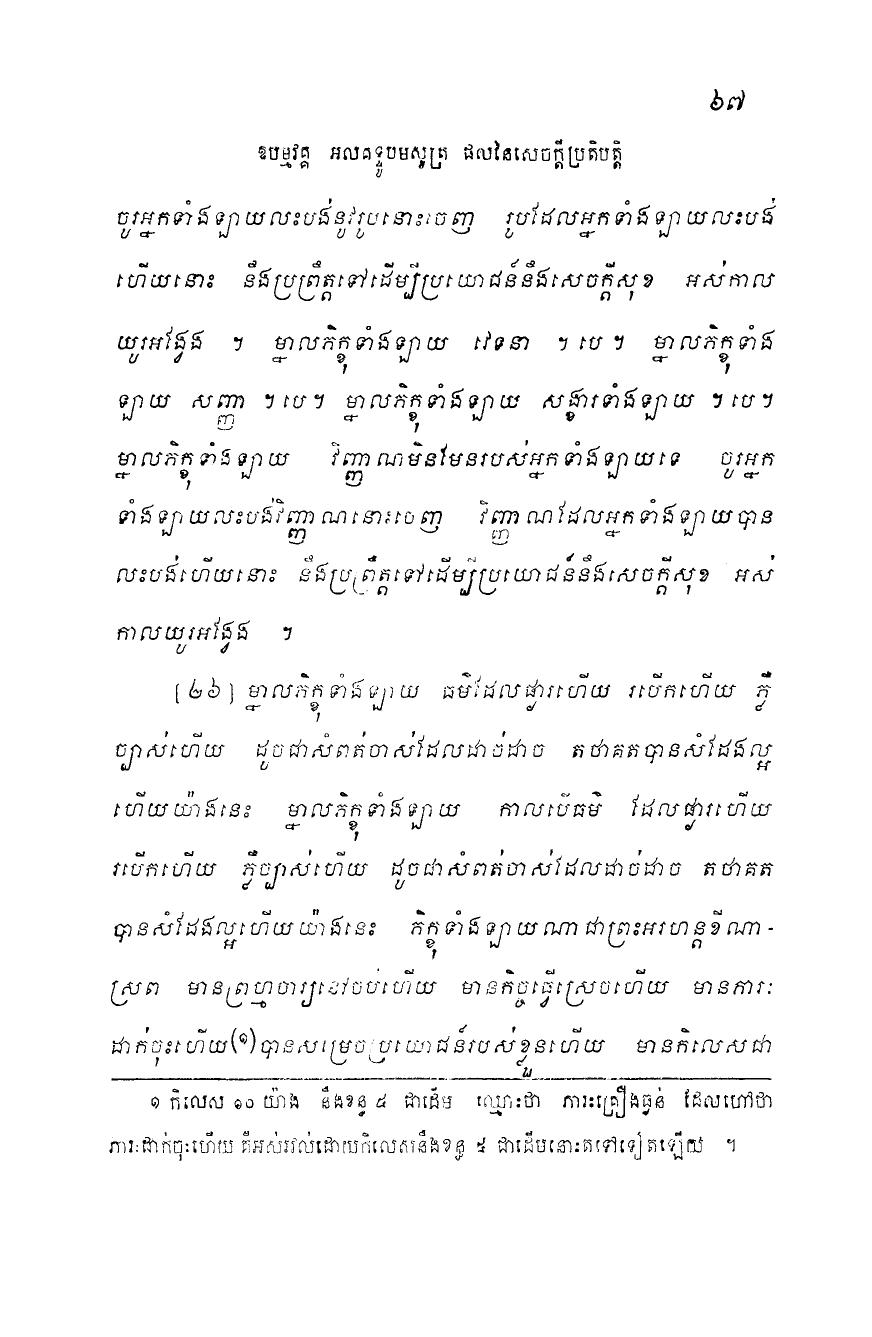 ៦៧
ឱបម្មវគ្គ អលគទ្ទូបមសូត្រ ផលនៃសេចក្ដីប្រតិបត្តិ
ចូរអ្នកទាំងឡាយលះបង់នូវរូបនោះចេញ រូបដែលអ្នកទាំងឡាយលះបង់
ហើយនោះ នឹងប្រព្រឹត្តទៅដើម្បីប្រយោជន៍នឹងសេចក្ដីសុខ អស់កាល
យូរអង្វែង ។ ម្នាលភិក្ខុទាំងឡាយ វេទនា ។ បេ ។ ម្នាលភិក្ខុទាំង
ឡាយ សញ្ញា ។ បេ ។ ម្នាលភិក្ខុទាំងឡាយ សង្ខារទាំងឡាយ ។ បេ ។
ម្នាលភិក្ខុទាំងឡាយ វិញ្ញាណមិនមែនរបស់អ្នកទាំងឡាយទេ ចូរអ្នក
ទាំងឡាយលះបង់វិញ្ញាណនោះចេញ វិញ្ញាណដែលអ្នកទាំងឡាយបាន
លះបង់ហើយនោះ នឹងប្រព្រឹត្តទៅដើម្បីប្រយោជន៍នឹងសេចក្ដីសុខ អស់
កាលយូរអង្វែង ។
[៤៦] ម្នាលភិក្ខុទាំងឡាយ ធម៌ដែលផ្ងារហើយ របើកហើយ ភ្លឺ
ច្បាស់ហើយ ដូចជាសំពត់ចាស់ដែលដាច់ដាច តថាគតបានសំដែងល្អ
ហើយយ៉ាងនេះ ម្នាលភិក្ខុទាំងឡាយ កាលបើធម៌ ដែលផ្ងារហើយ
របើកហើយ ភ្លឺច្បាស់ហើយ ដូចជាសំពត់ចាស់ដែលដាច់ដាច តថាគត
បានសំដែងល្អហើយយ៉ាងនេះ ភិក្ខុទាំងឡាយណាជាព្រះអរហន្តខីណា-
ស្រព មានព្រហ្មចារ្យនៅចប់ហើយ មានកិច្ចធ្វើស្រេចហើយ មានភារៈ
ដាក់ចុះហើយ(១)បានសម្រេចប្រយោជន៍របស់ខ្លួនហើយ មានកិលេសជា
១ កិលេស ១០ យ៉ាង នឹងខន្ធ ៥ ជាដើម ឈ្មោះថា ភារៈគ្រឿងធ្ងន់ ដែលហៅថា
ភារៈដាក់ចុះហើយ គឺអស់រវល់ដោយកិលេសនឹងខន្ធ ៥ ជាដើមនោះតទៅទៀតឡើយ ។